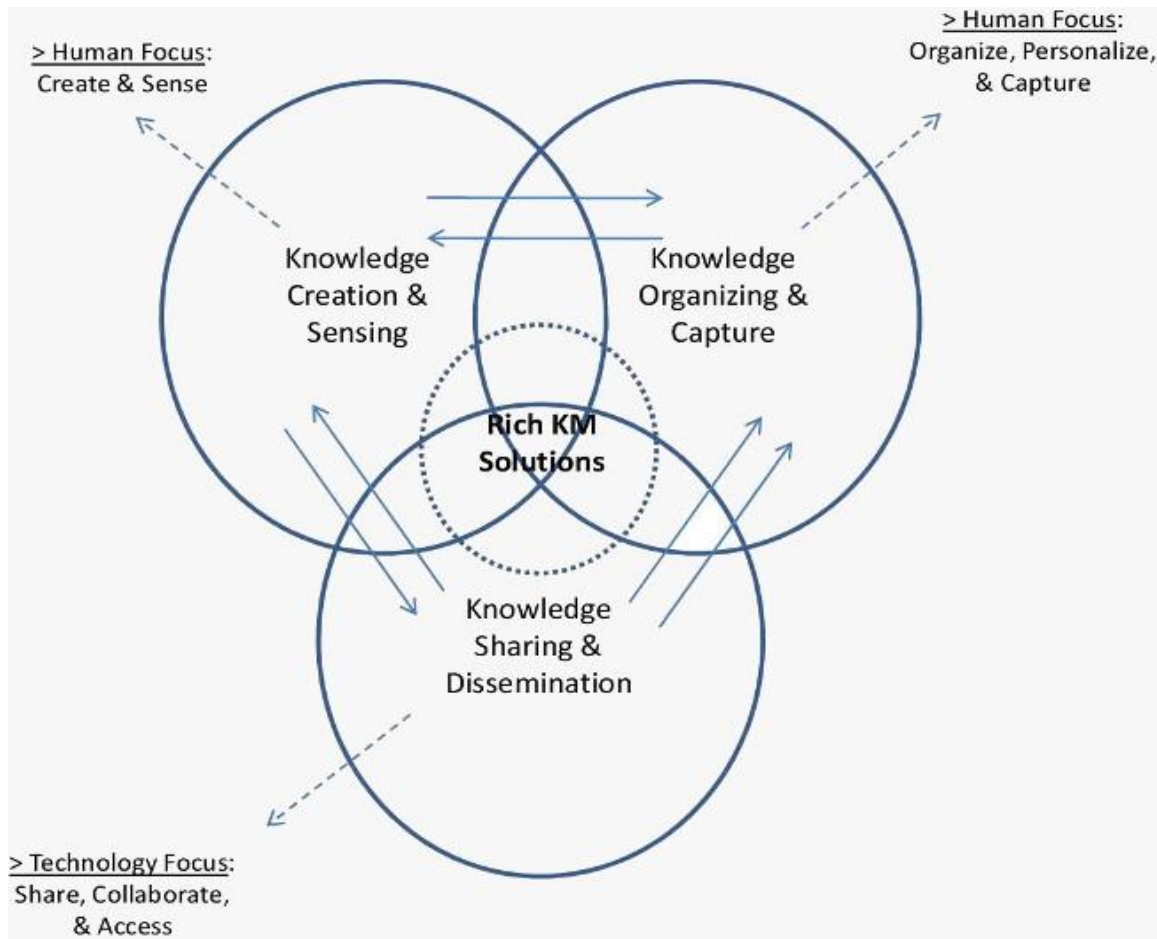 > Human Focus:
Create & Sense
> Human Focus:
Organize, Personalize,
& Capture
Knowledge
Creation &
Sensing
Knowledge
Organizing &
Capture
Rich KM
Solutions
Knowledge
Sharing &
Dissemination
> Technology Focus:
Share, Collaborate,
& Access